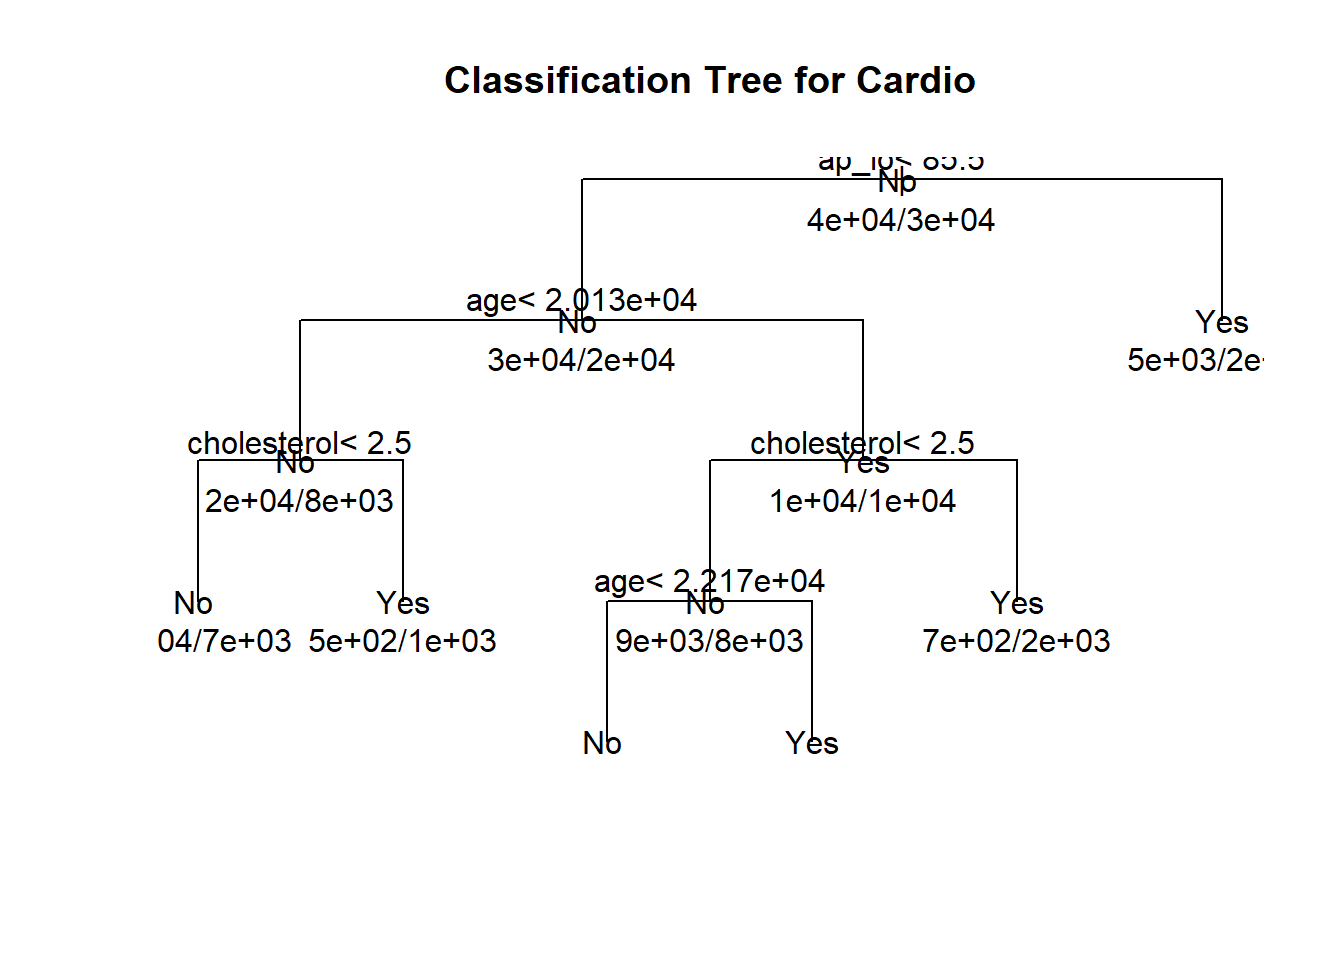 Classification Tree for Cardio
ap_lo< 85.5
No
4e+04/3e+04
age< 2.013e+04
No
3e+04/2e+04
Yes
5e+03/2e+
cholesterol< 2.5
No
2e+04/8e+03
cholesterol< 2.5
Yes
1e+04/1e+04
No
04/7e+03
Yes
5e+02/1e+03
age< 2.217e+04
No
9e+03/8e+03
Yes
7e+02/2e+03
No
Yes